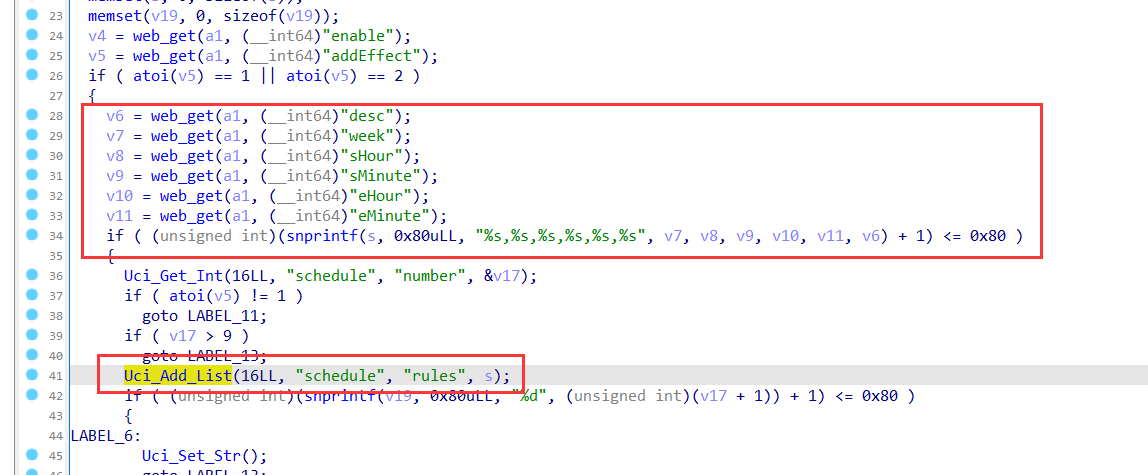 23 memset(v19, 0, sizeof(v19));
24 v4 = web_get(a1, (__int64)"enable");
25 v5 = web_get(a1, (__int64)"addEffect");
26 if ( atoi(v5) == 1 || atoi(v5) == 2 )
27 {
28 v6 = web_get(a1, (__int64)"desc");
29 v7 = web_get(a1, (__int64)"week");
30 v8 = web_get(a1, (__int64)"sHour");
31 v9 = web_get(a1, (__int64)"sMinute");
32 v10 = web_get(a1, (__int64)"eHour");
33 v11 = web_get(a1, (__int64)"eMinute");
34 if ( (unsigned int)(snprintf(s, 0x80uLL, "%s,%s,%s,%s,%s,%s", v7, v8, v9, v10, v11, v6) + 1) <= 0x80 )
35 {
36 Uci_Get_Int(16LL, "schedule", "number", &v17);
37 if ( atoi(v5) != 1 )
38 goto LABEL_11;
39 if ( v17 > 9 )
40 goto LABEL_13;
41 Uci_Add_List(16LL, "schedule", "rules", s);
42 if ( (unsigned int)(snprintf(v19, 0x80uLL, "%d", (unsigned int)(v17 + 1)) + 1) <= 0x80 )
43 {
44 LABEL_6:
45 Uci_Set_Str();